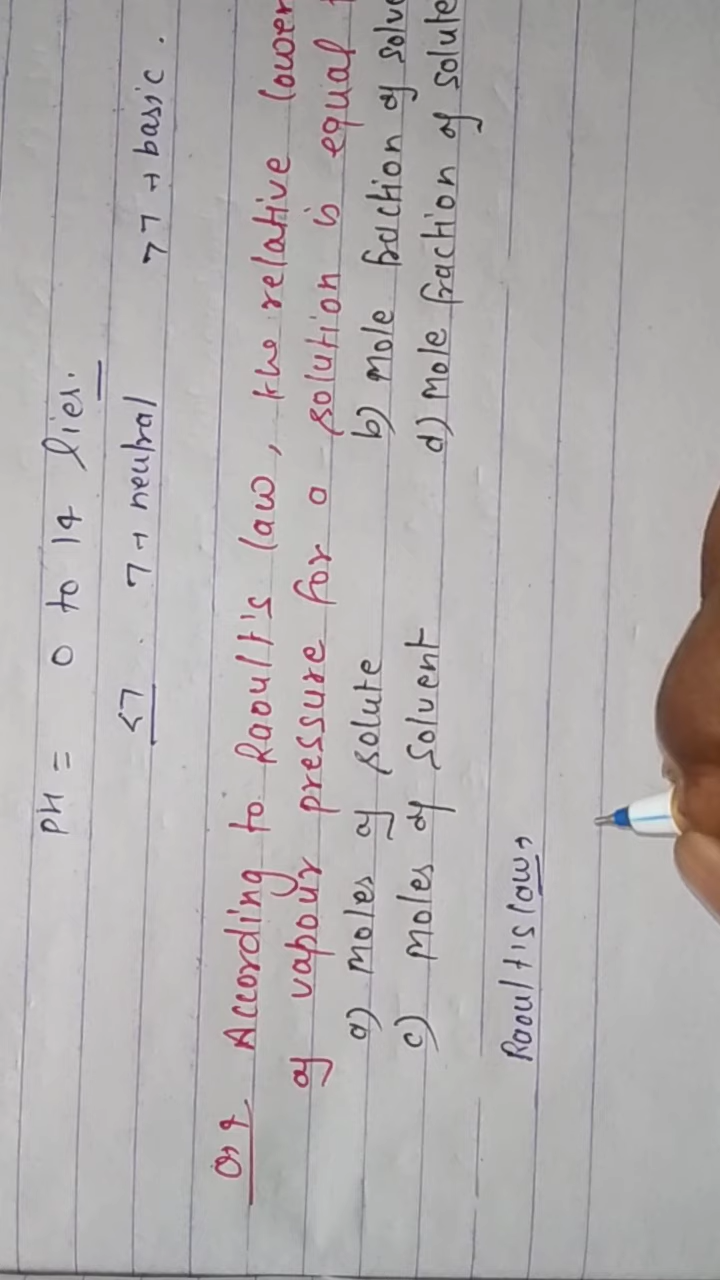 PH = 0 to 14 lies.
<7 . 7 → neutral >7 → basic .
According to Raoult's law, the relative lower
of vapour pressure for a solution is equal
a) Moles of solute b) Mole fraction of solve
c) Moles of solvent d) Mole fraction of solute
Raoult's law,